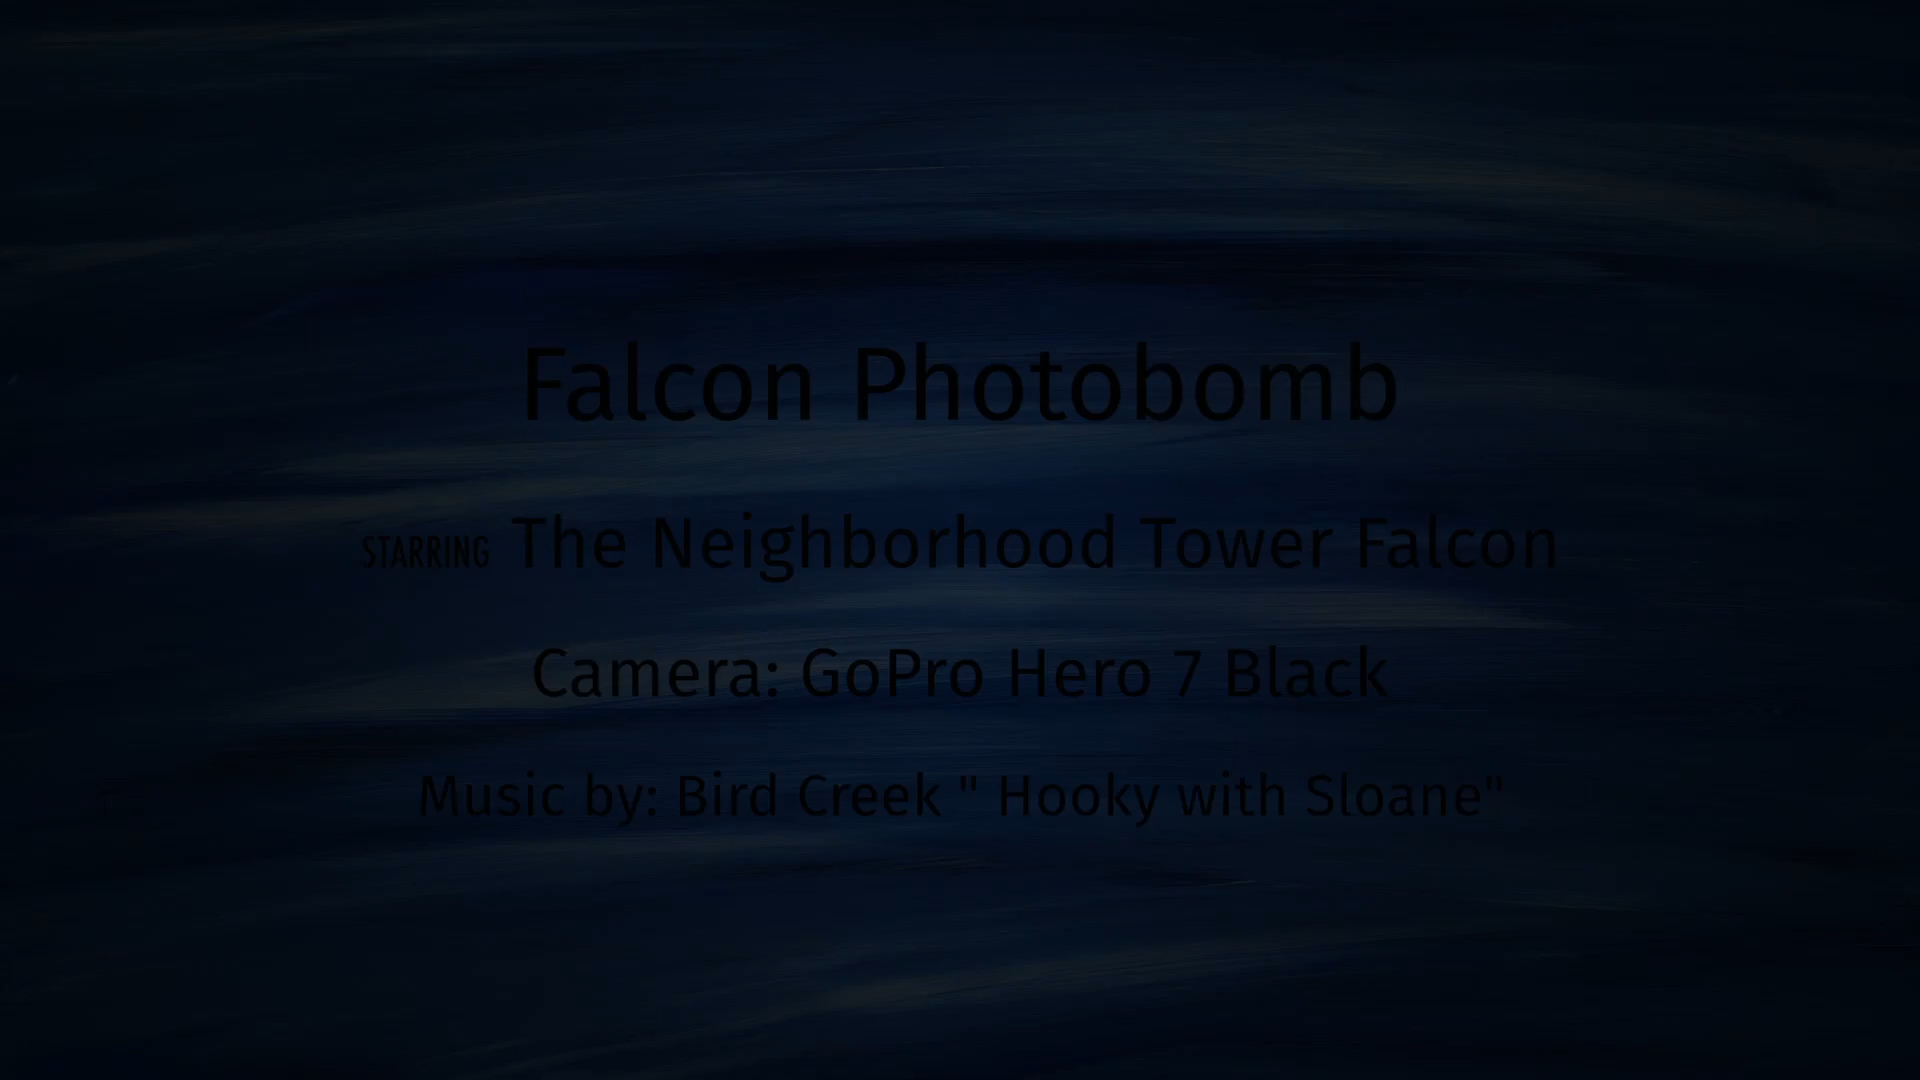 Falcon Photobomb
STARRING The Neighborhood Tower Falcon
Camera: GoPro Hero 7 Black
Music by: Bird Creek " Hooky with Sloane"